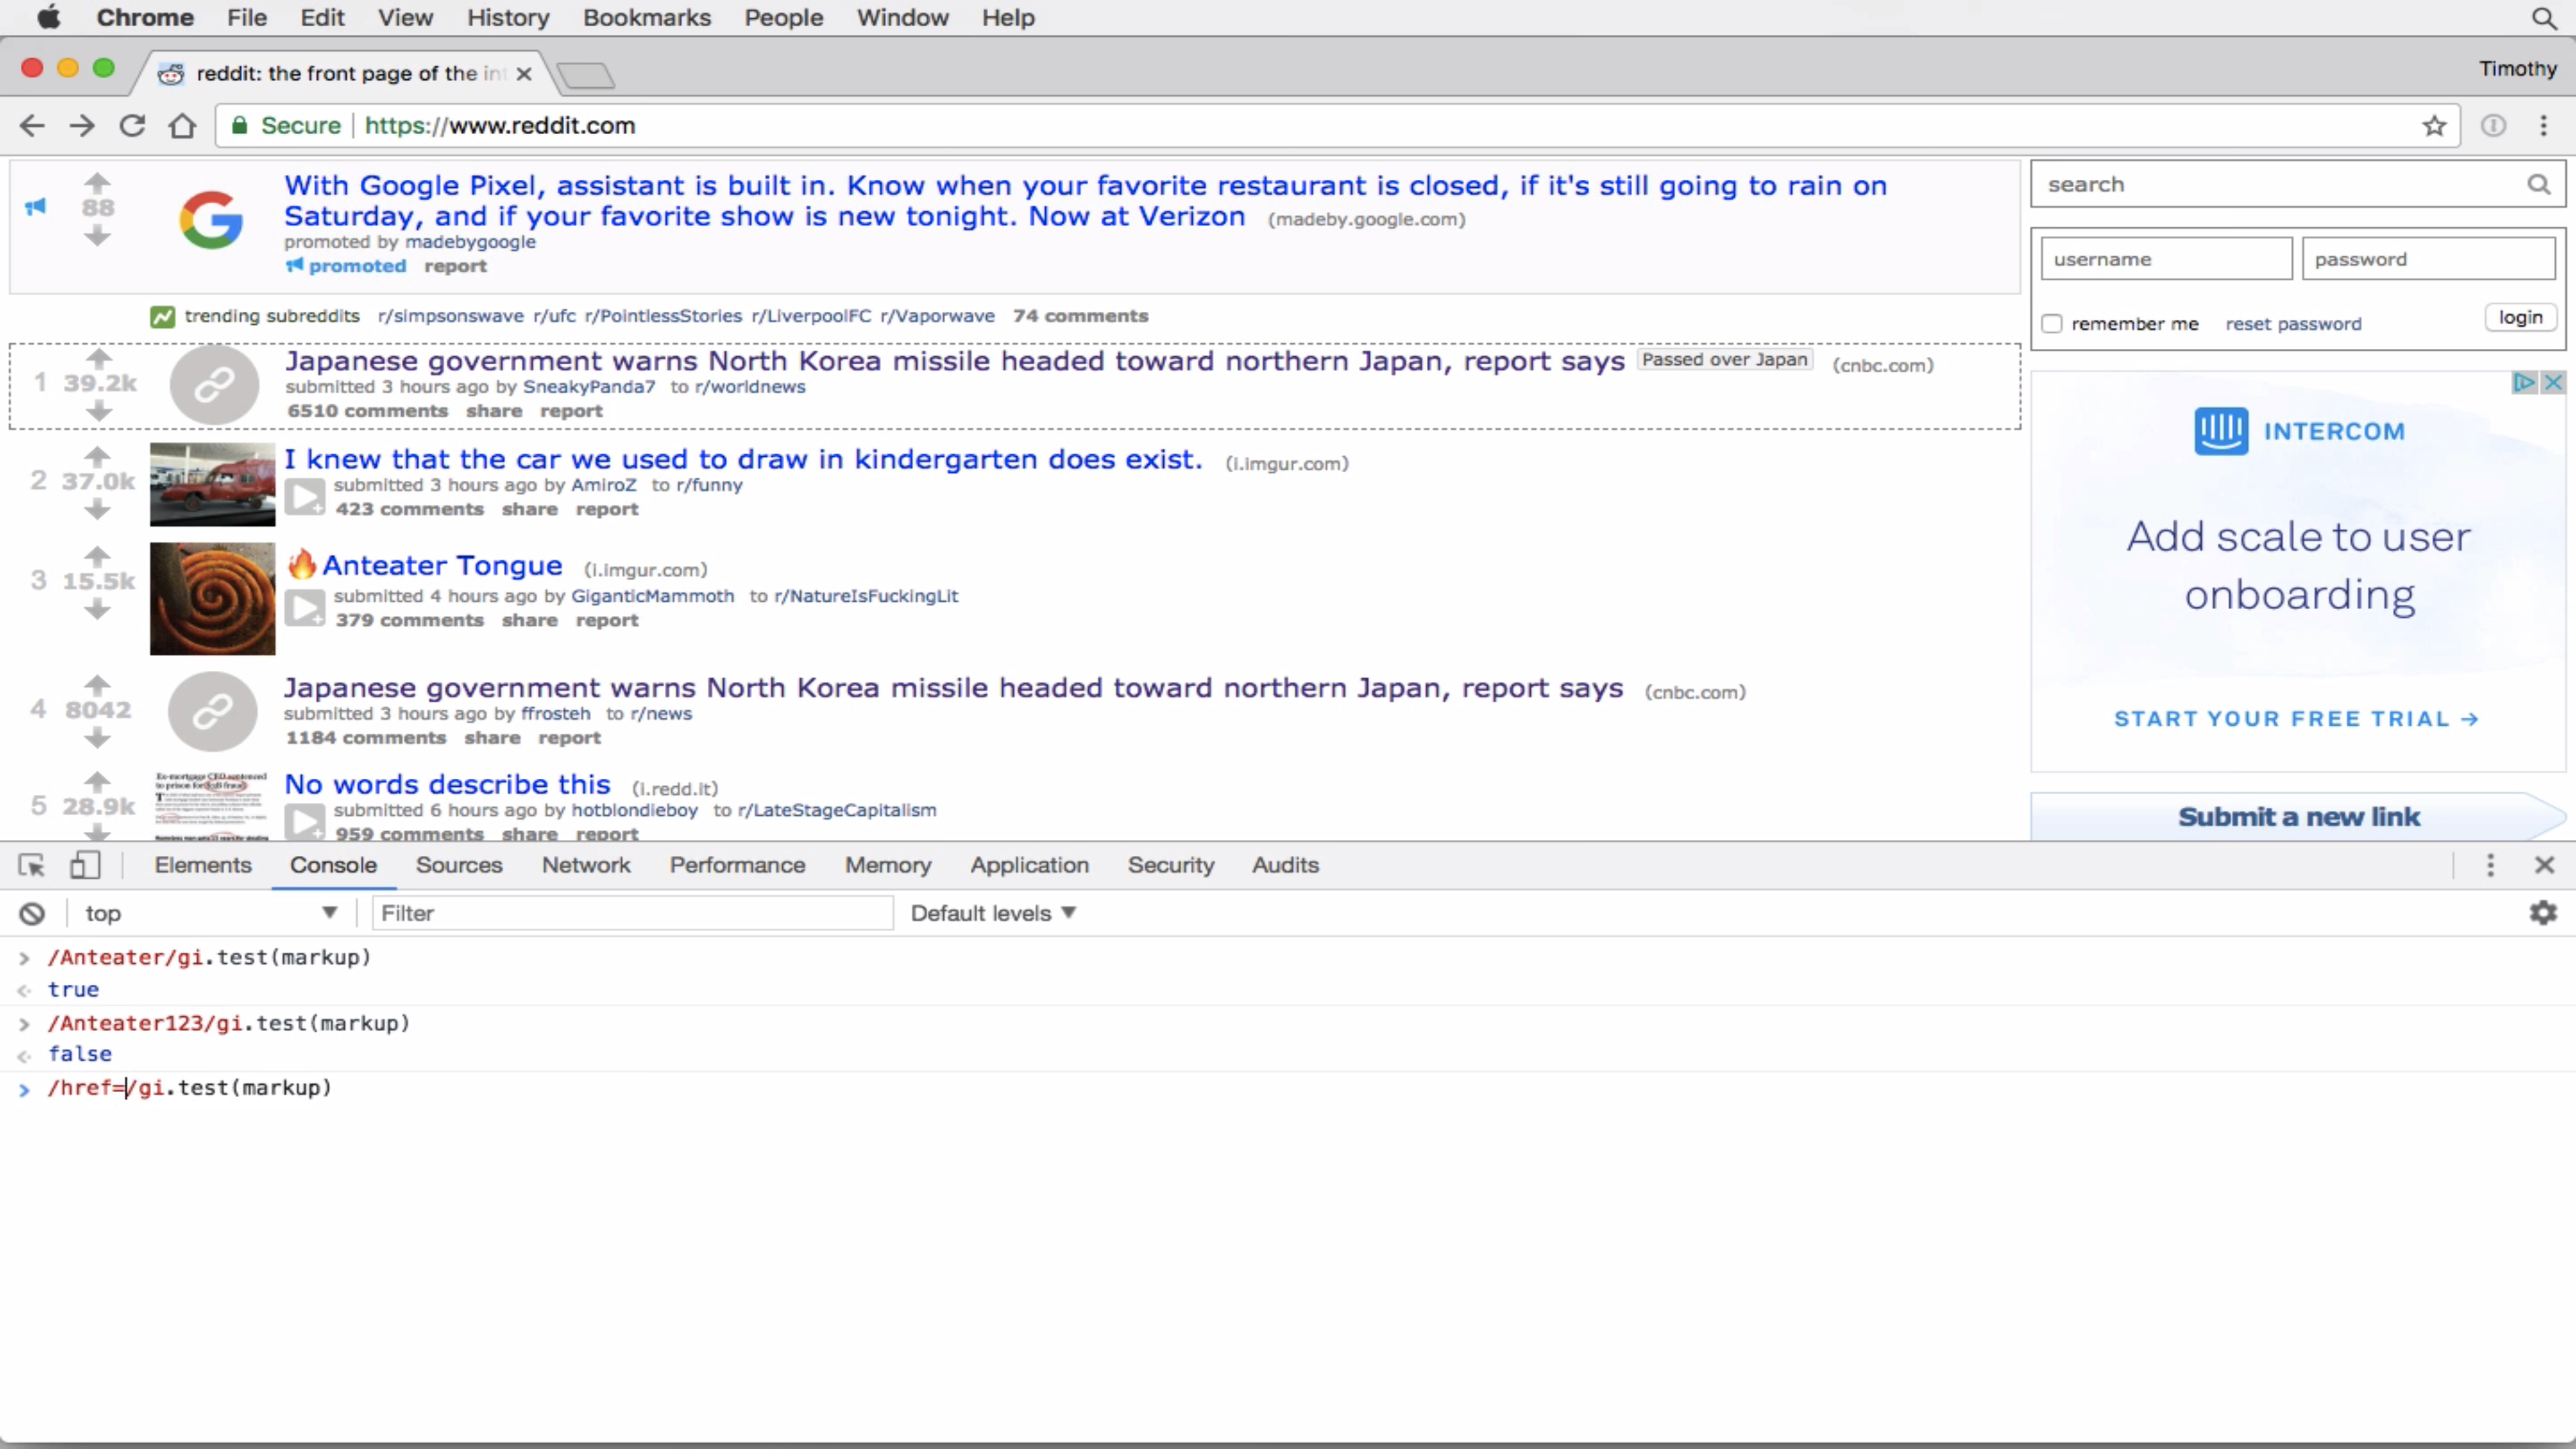 Chrome File Edit View History Bookmarks People Window Help
reddit: the front page of the int
Timothy
Secure https://www.reddit.com
88
With Google Pixel, assistant is built in. Know when your favorite restaurant is closed, if it's still going to rain on
Saturday, and if your favorite show is new tonight. Now at Verizon (madeby.google.com)
promoted by madebygoogle
promoted report
trending subreddits r/simpsonswave r/ufc r/PointlessStories r/LiverpoolFC r/Vaporwave 74 comments
1 39.2k
Japanese government warns North Korea missile headed toward northern Japan, report says Passed over Japan (cnbc.com)
submitted 3 hours ago by SneakyPanda7 to r/worldnews
6510 comments share report
2 37.0k
I knew that the car we used to draw in kindergarten does exist. (i.imgur.com)
submitted 3 hours ago by AmiroZ to r/funny
423 comments share report
3 15.5k
🔥Anteater Tongue (i.imgur.com)
submitted 4 hours ago by GiganticMammoth to r/NatureIsFuckingLit
379 comments share report
4 8042
Japanese government warns North Korea missile headed toward northern Japan, report says (cnbc.com)
submitted 3 hours ago by ffrosteh to r/news
1184 comments share report
5 28.9k
Ex-mortgage CEO sentenced
to prison for $3B fraud
No words describe this (i.redd.it)
submitted 6 hours ago by hotblondieboy to r/LateStageCapitalism
959 comments share report
search
username password
remember me reset password login
INTERCOM
Add scale to user
onboarding
START YOUR FREE TRIAL →
Submit a new link
Elements Console Sources Network Performance Memory Application Security Audits
top Filter Default levels
> /Anteater/gi.test(markup)
true
> /Anteater123/gi.test(markup)
false
> /href=/gi.test(markup)